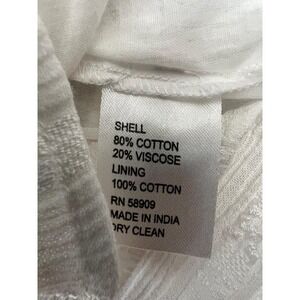 SHELL
80% COTTON
20% VISCOSE
LINING
100% COTTON
RN 58909
MADE IN INDIA
DRY CLEAN